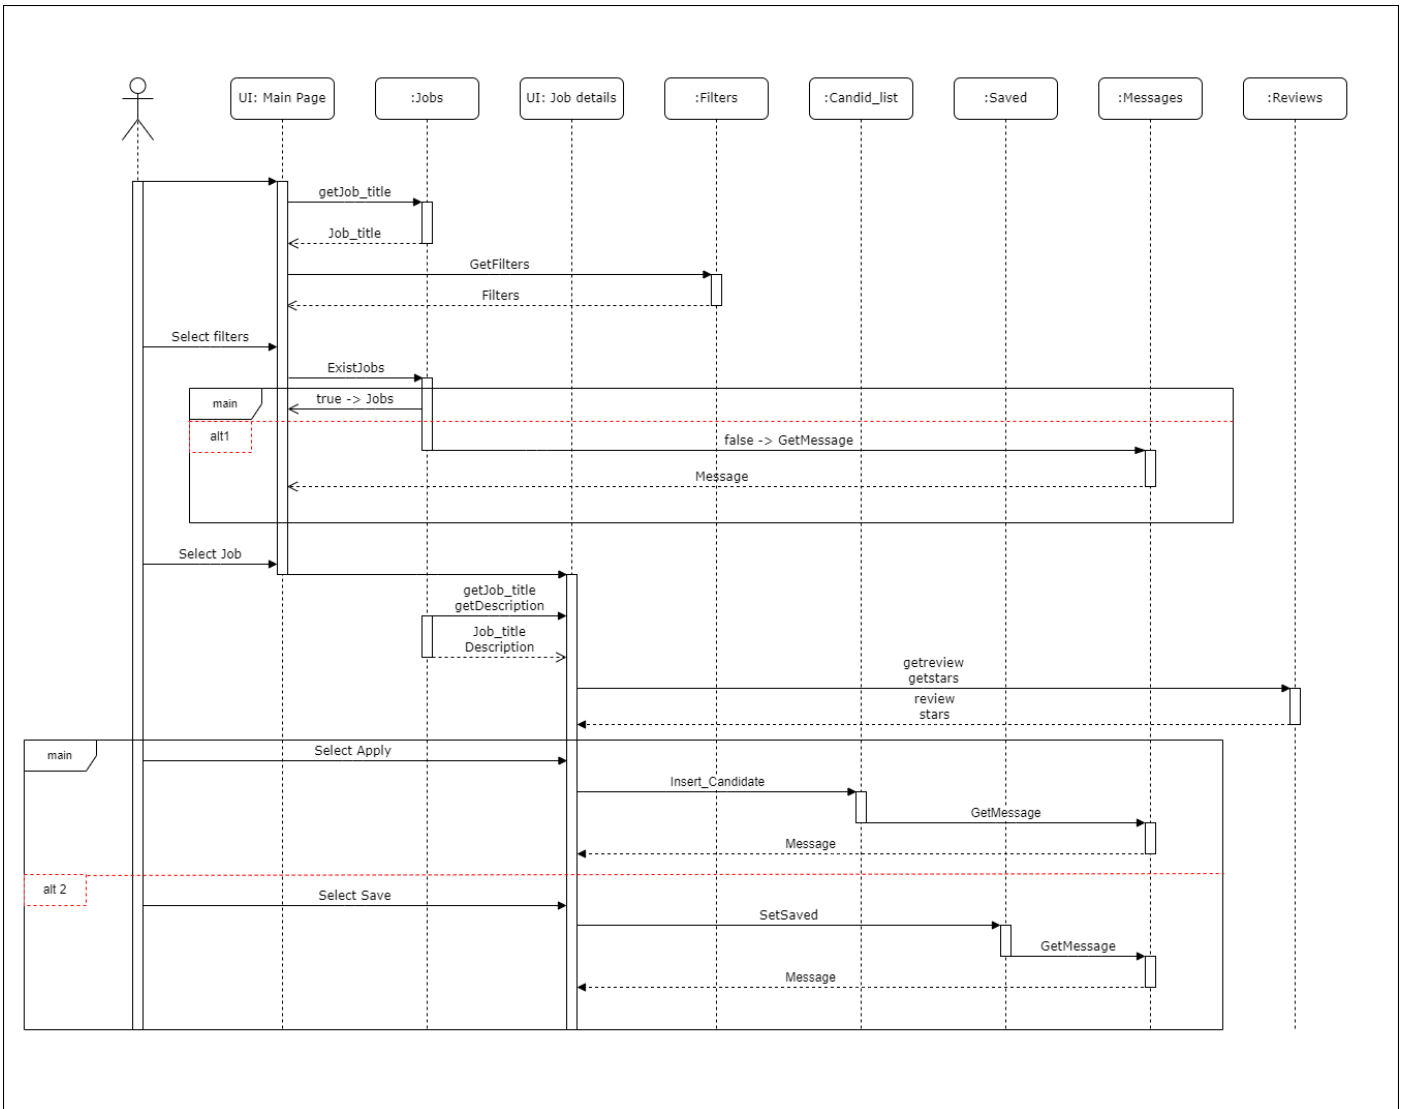 UI: Main Page
:Jobs
UI: Job details
:Filters
:Candid_list
:Saved
:Messages
:Reviews
getJob_title
Job_title
GetFilters
Filters
Select filters
ExistJobs
main
true -> Jobs
alt1
false -> GetMessage
Message
Select Job
getJob_title
getDescription
Job_title
Description
getreview
getstars
review
stars
main
Select Apply
Insert_Candidate
GetMessage
Message
alt 2
Select Save
SetSaved
GetMessage
Message